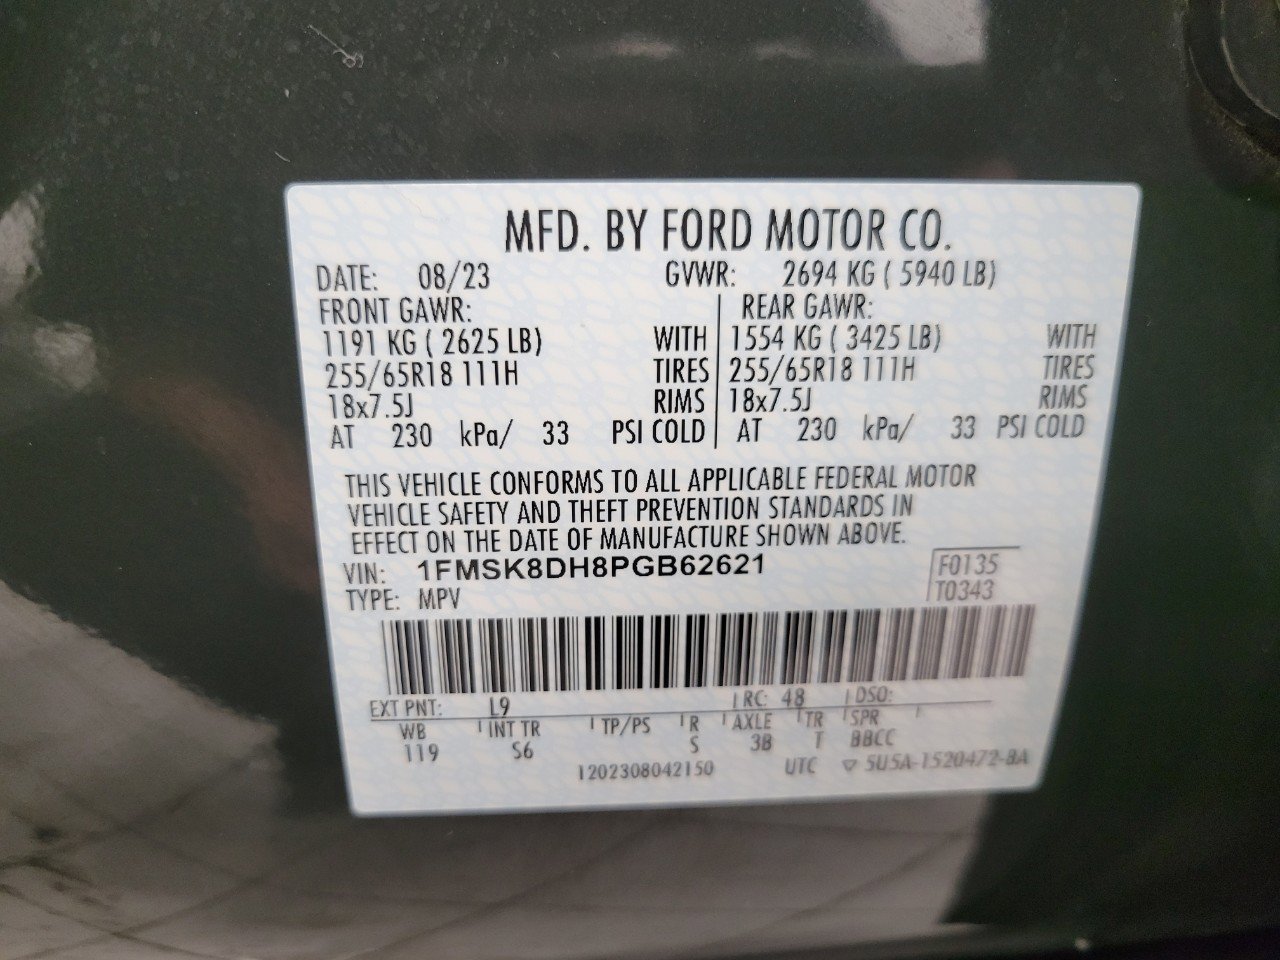 MFD. BY FORD MOTOR CO.
DATE: 08/23 GVWR: 2694 KG ( 5940 LB)
FRONT GAWR: REAR GAWR:
1191 KG ( 2625 LB) WITH 1554 KG ( 3425 LB) WITH
255/65R18 111H TIRES 255/65R18 111H TIRES
18x7.5J RIMS 18x7.5J RIMS
AT 230 kPa/ 33 PSI COLD AT 230 kPa/ 33 PSI COLD
THIS VEHICLE CONFORMS TO ALL APPLICABLE FEDERAL MOTOR
VEHICLE SAFETY AND THEFT PREVENTION STANDARDS IN
EFFECT ON THE DATE OF MANUFACTURE SHOWN ABOVE.
VIN: 1FMSK8DH8PGB62621 F0135
TYPE: MPV T0343
EXT PNT: L9 RC: 48 DSO:
WB INT TR TP/PS R AXLE TR SPR
119 S6 S 3B T BBCC
1202308042150 UTC ▽ 5U5A-1520472-BA